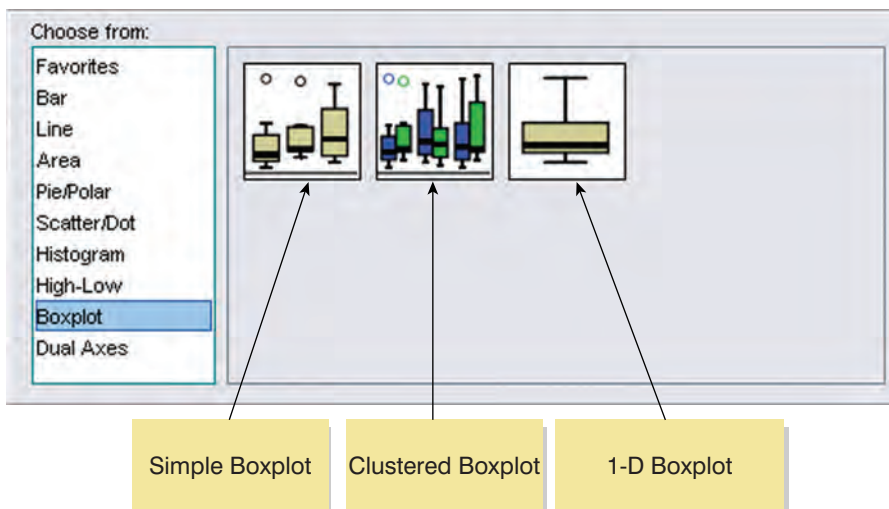 Choose from:
Favorites
Bar
Line
Area
Pie/Polar
Scatter/Dot
Histogram
High-Low
Boxplot
Dual Axes
Simple Boxplot
Clustered Boxplot
1-D Boxplot